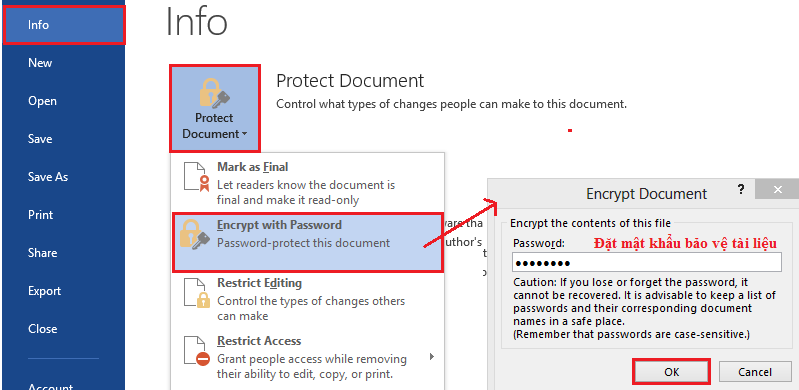 Info
New
Open
Save
Save As
Print
Share
Export
Close
Account
Info
Protect
Document
Protect Document
Control what types of changes people can make to this document.
Mark as Final
Let readers know the document is
final and make it read-only
Encrypt with Password
Password-protect this document
Restrict Editing
Control the types of changes others
can make
Restrict Access
Grant people access while removing
their ability to edit, copy, or print.
author's
Encrypt Document
?
Encrypt the contents of this file
Password: Đặt mật khẩu bảo vệ tài liệu
Caution: If you lose or forget the password, it
cannot be recovered. It is advisable to keep a list of
passwords and their corresponding document
names in a safe place.
(Remember that passwords are case-sensitive.)
OK
Cancel